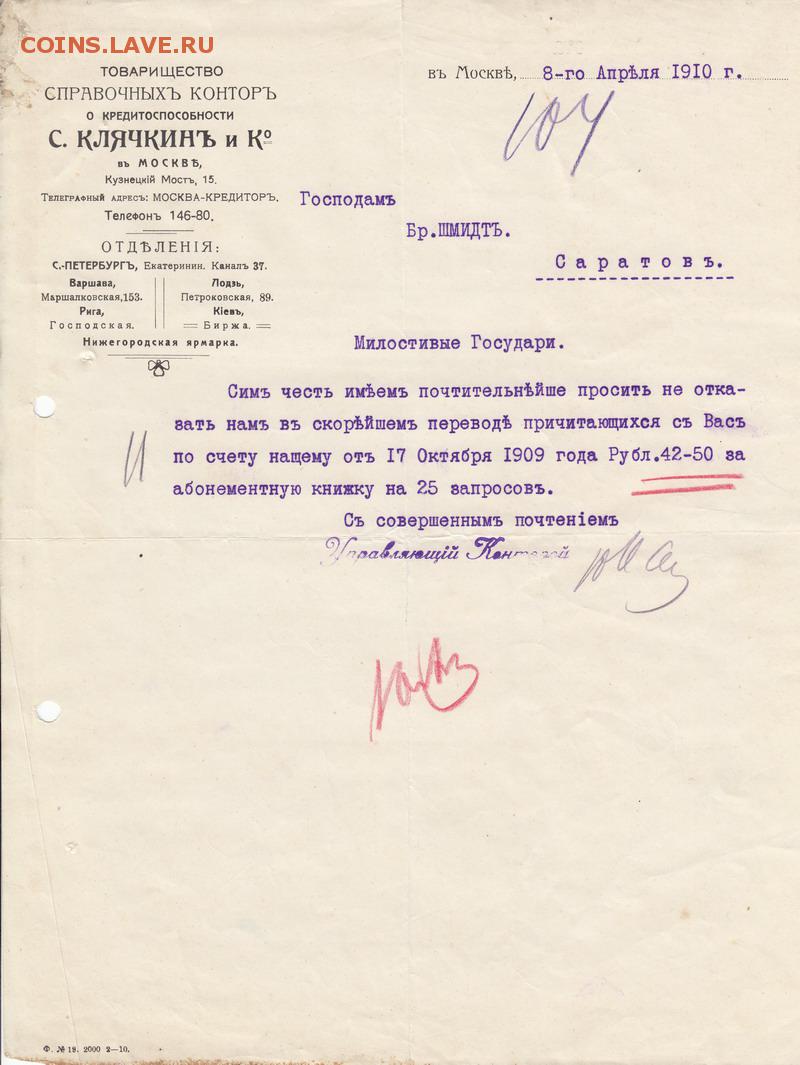 COINS.LAVE.RU
ТОВАРИЩЕСТВО
СПРАВОЧНЫХЪ КОНТОРЪ
О КРЕДИТОСПОСОБНОСТИ
С. КЛЯЧКИНЪ и Ко
въ МОСКВѢ,
Кузнецкій Мостъ, 15.
Телеграфный адресъ: МОСКВА-КРЕДИТОРЪ.
Телефонъ 146-80.
ОТДѢЛЕНІЯ:
С.-ПЕТЕРБУРГЪ, Екатеринин. Каналъ 37.
Варшава, Лодзь,
Маршалковская,153. Петроковская, 89.
Рига, Кіевъ,
Господская. Биржа.
Нижегородская ярмарка.
въ Москвѣ, 8-го Апрѣля 1910 г.
104
Господамъ
Бр.ШМИДТЪ.
Саратовъ.
Милостивые Государи.
Симъ честь имѣемъ почтительнѣйше просить не отка-
зать намъ въ скорѣйшемъ переводѣ причитающихся съ Васъ
по счету нащему отъ 17 Октября 1909 года Рубл.42-50 за
абонементную книжку на 25 запросовъ.
Съ совершеннымъ почтеніемъ
Управляющій Конторой
Ф. № 19. 2000 2—10.